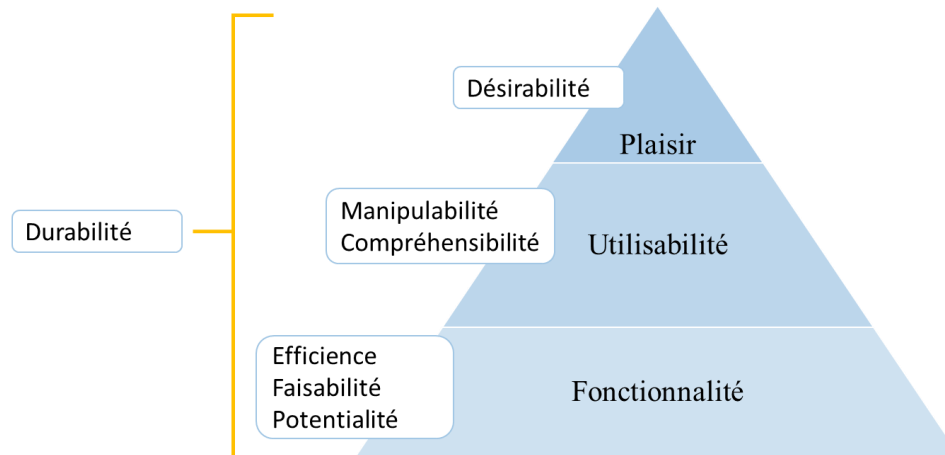 Désirabilité
Plaisir
Durabilité
Manipulabilité
Compréhensibilité
Utilisabilité
Efficience
Faisabilité
Potentialité
Fonctionnalité